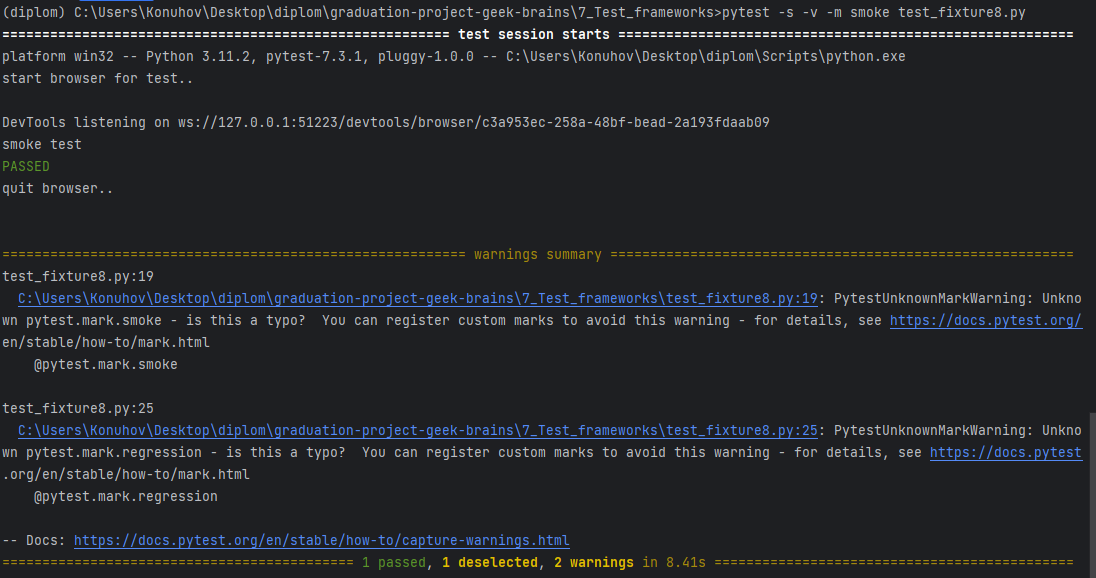 (diplom) C:\Users\Konuhov\Desktop\diplom\graduation-project-geek-brains\7_Test_frameworks>pytest -s -v -m smoke test_fixture8.py
======================================================== test session starts =========================================================
platform win32 -- Python 3.11.2, pytest-7.3.1, pluggy-1.0.0 -- C:\Users\Konuhov\Desktop\diplom\Scripts\python.exe
start browser for test..
DevTools listening on ws://127.0.0.1:51223/devtools/browser/c3a953ec-258a-48bf-bead-2a193fdaab09
smoke test
PASSED
quit browser..
========================================================== warnings summary ==========================================================
test_fixture8.py:19
  C:\Users\Konuhov\Desktop\diplom\graduation-project-geek-brains\7_Test_frameworks\test_fixture8.py:19: PytestUnknownMarkWarning: Unkno
wn pytest.mark.smoke - is this a typo?  You can register custom marks to avoid this warning - for details, see https://docs.pytest.org/
en/stable/how-to/mark.html
    @pytest.mark.smoke
test_fixture8.py:25
  C:\Users\Konuhov\Desktop\diplom\graduation-project-geek-brains\7_Test_frameworks\test_fixture8.py:25: PytestUnknownMarkWarning: Unkno
wn pytest.mark.regression - is this a typo?  You can register custom marks to avoid this warning - for details, see https://docs.pytest
.org/en/stable/how-to/mark.html
    @pytest.mark.regression
-- Docs: https://docs.pytest.org/en/stable/how-to/capture-warnings.html
============================================ 1 passed, 1 deselected, 2 warnings in 8.41s =============================================